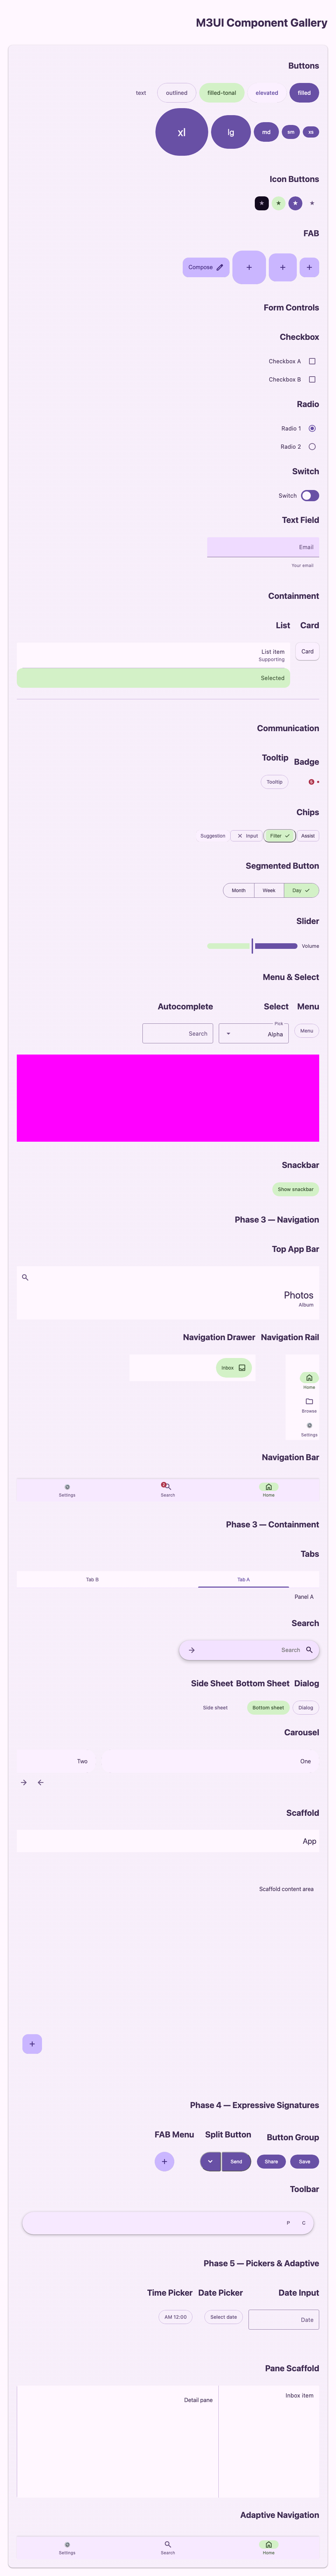 M3UI Component Gallery
Buttons
filled
elevated
filled-tonal
outlined
text
xs
sm
md
lg
xl
Icon Buttons
FAB
Compose
Form Controls
Checkbox
Checkbox A
Checkbox B
Radio
Radio 1
Radio 2
Switch
Switch
Text Field
Email
Your email
Containment
Card
List
Card
List item
Supporting
Selected
Communication
Badge
Tooltip
Tooltip
Chips
Assist
Filter
Input
Suggestion
Segmented Button
Day
Week
Month
Slider
Volume
Menu & Select
Menu
Select
Autocomplete
Menu
Pick
Alpha
Search
Snackbar
Show snackbar
Phase 3 — Navigation
Top App Bar
Photos
Album
Navigation Rail
Navigation Drawer
Inbox
Home
Browse
Settings
Navigation Bar
Home
Search
Settings
Phase 3 — Containment
Tabs
Tab A
Tab B
Panel A
Search
Search
Dialog
Bottom Sheet
Side Sheet
Dialog
Bottom sheet
Side sheet
Carousel
One
Two
Scaffold
App
Scaffold content area
Phase 4 — Expressive Signatures
Button Group
Split Button
FAB Menu
Save
Share
Send
Toolbar
C
P
Phase 5 — Pickers & Adaptive
Date Input
Date Picker
Time Picker
Date
Select date
AM 12:00
Pane Scaffold
Inbox item
Detail pane
Adaptive Navigation
Home
Search
Settings